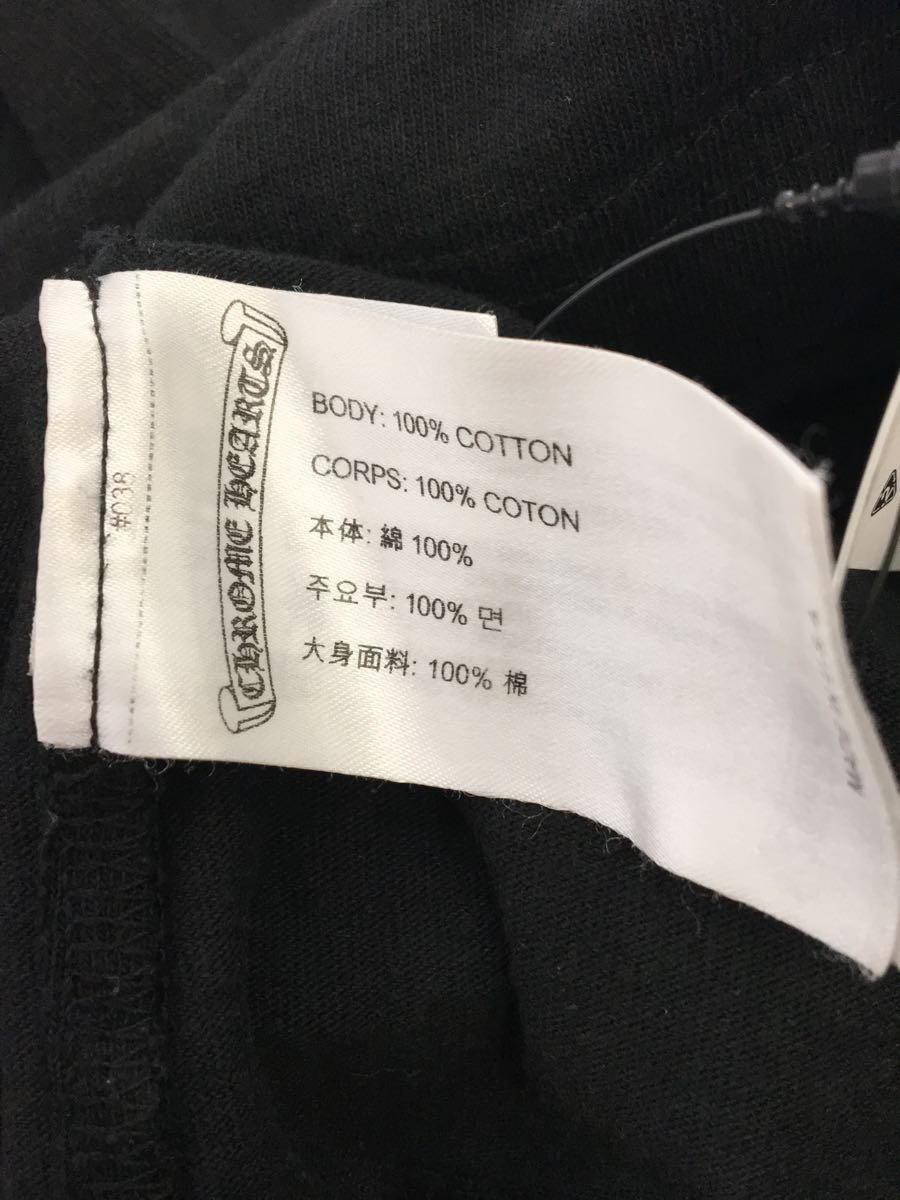 #038
CHROME HEARTS
BODY: 100% COTTON
CORPS: 100% COTON
本体: 綿 100%
주요부: 100% 면
大身面料: 100% 棉